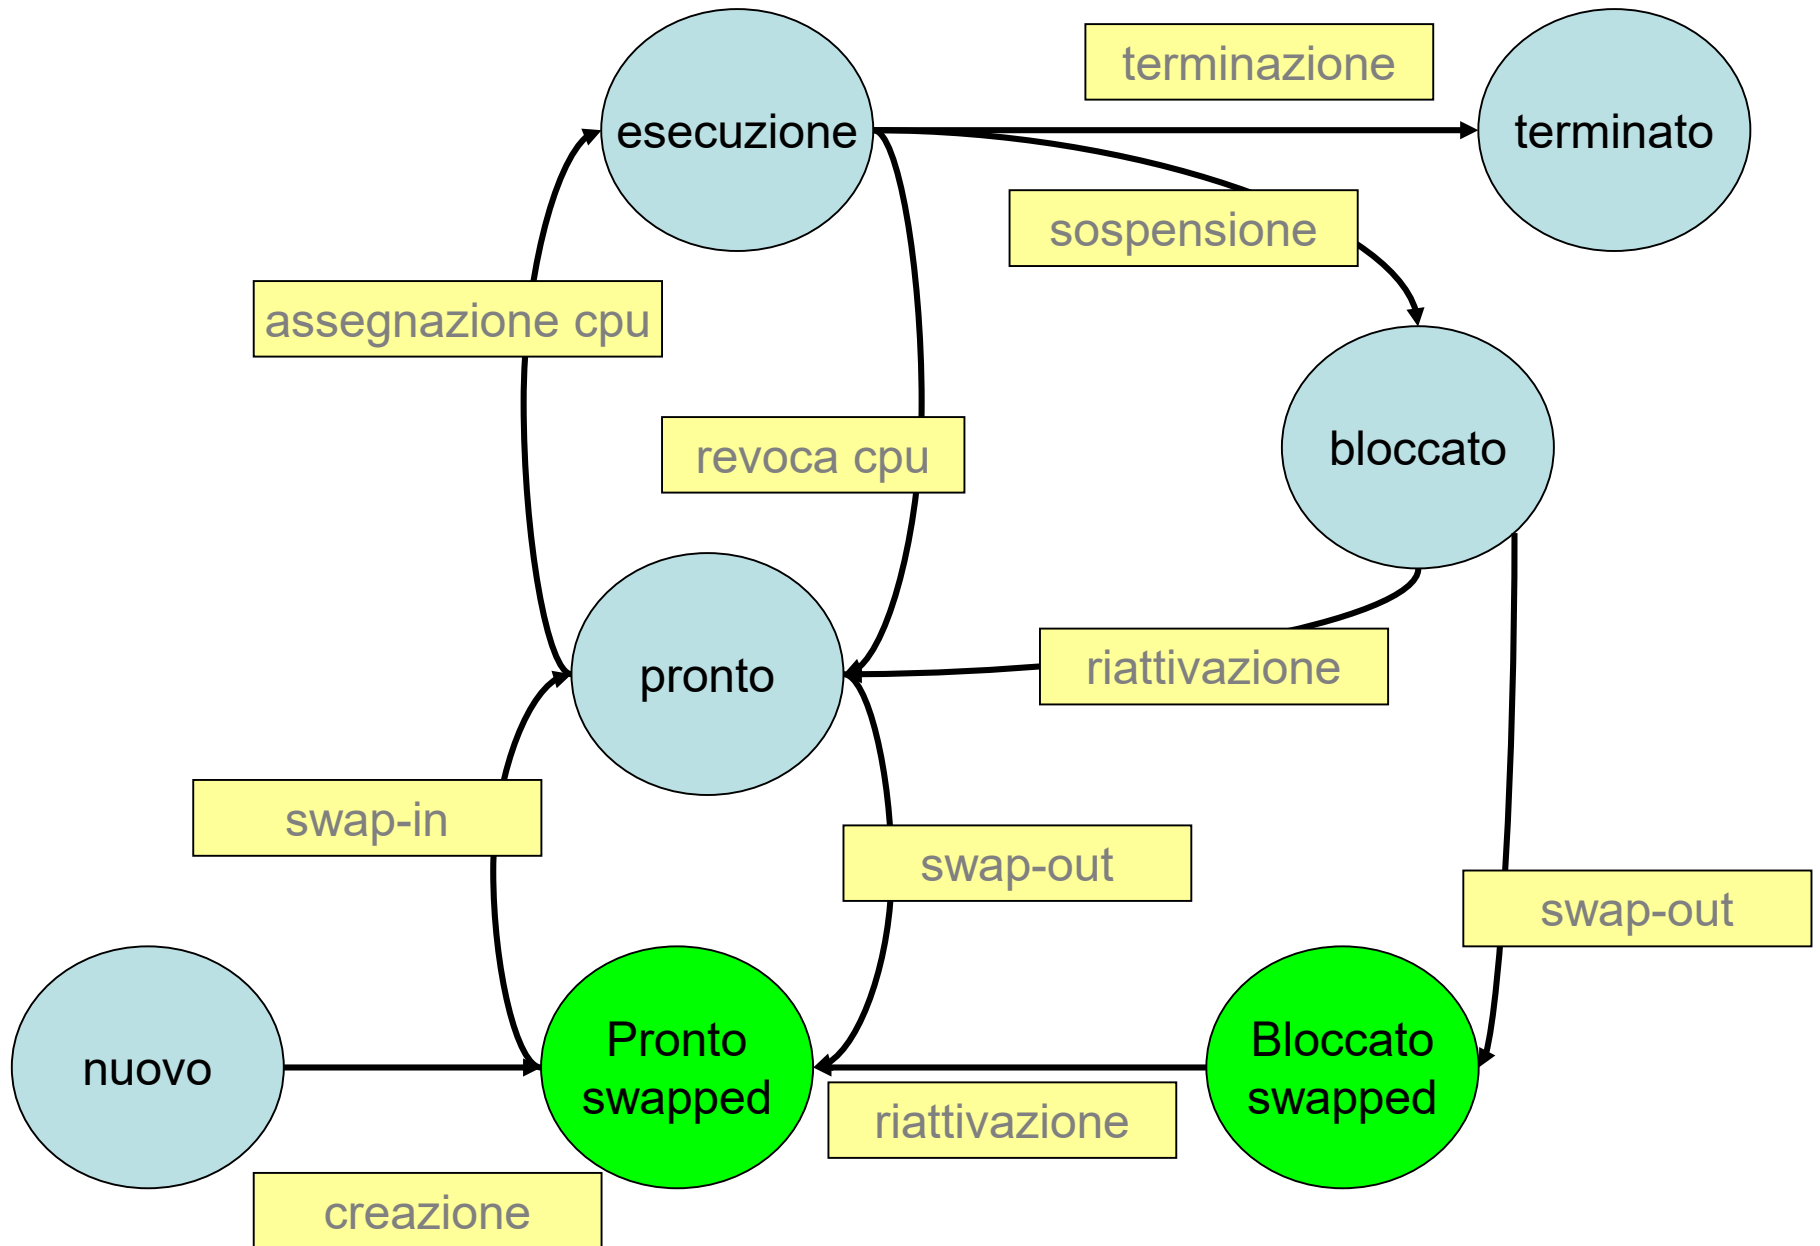 terminazione
esecuzione
terminato
sospensione
assegnazione cpu
revoca cpu
bloccato
riattivazione
pronto
swap-in
swap-out
swap-out
nuovo
Pronto
swapped
Bloccato
swapped
riattivazione
creazione